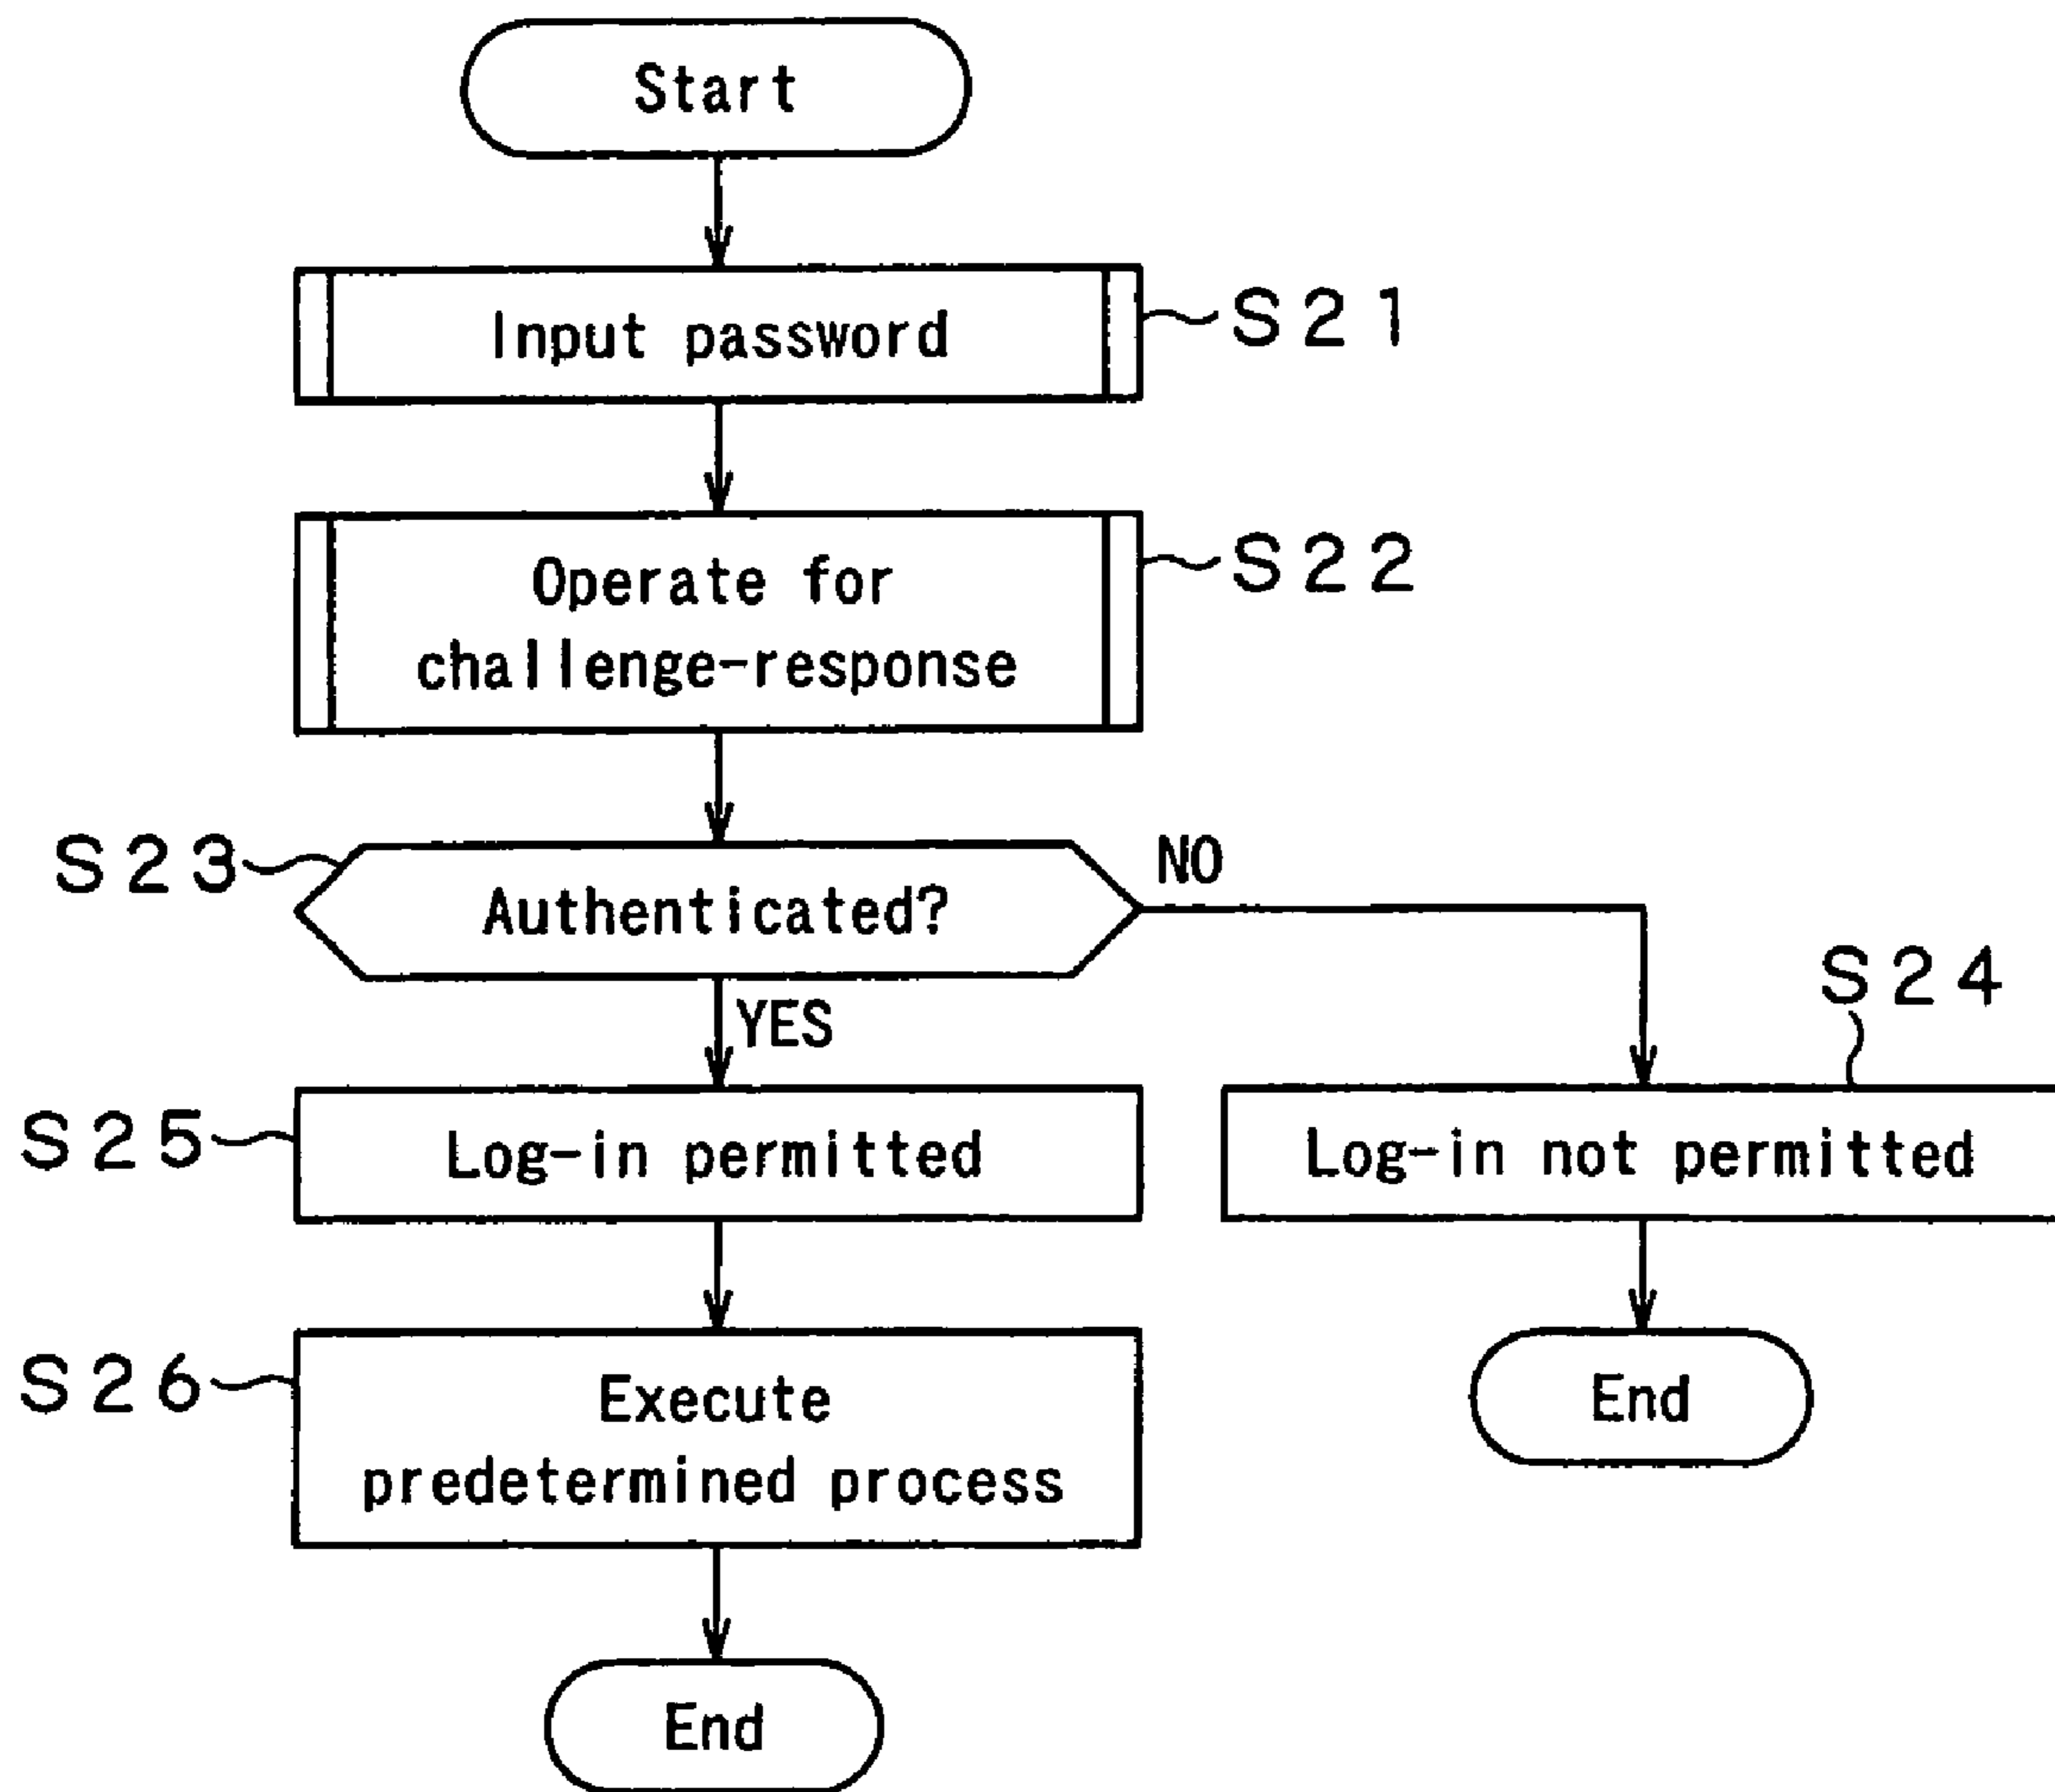 Start
Input password
S21
Operate for
challenge-response
S22
S23
Authenticated?
NO
YES
S24
S25
Log-in permitted
Log-in not permitted
S26
Execute
predetermined process
End
End